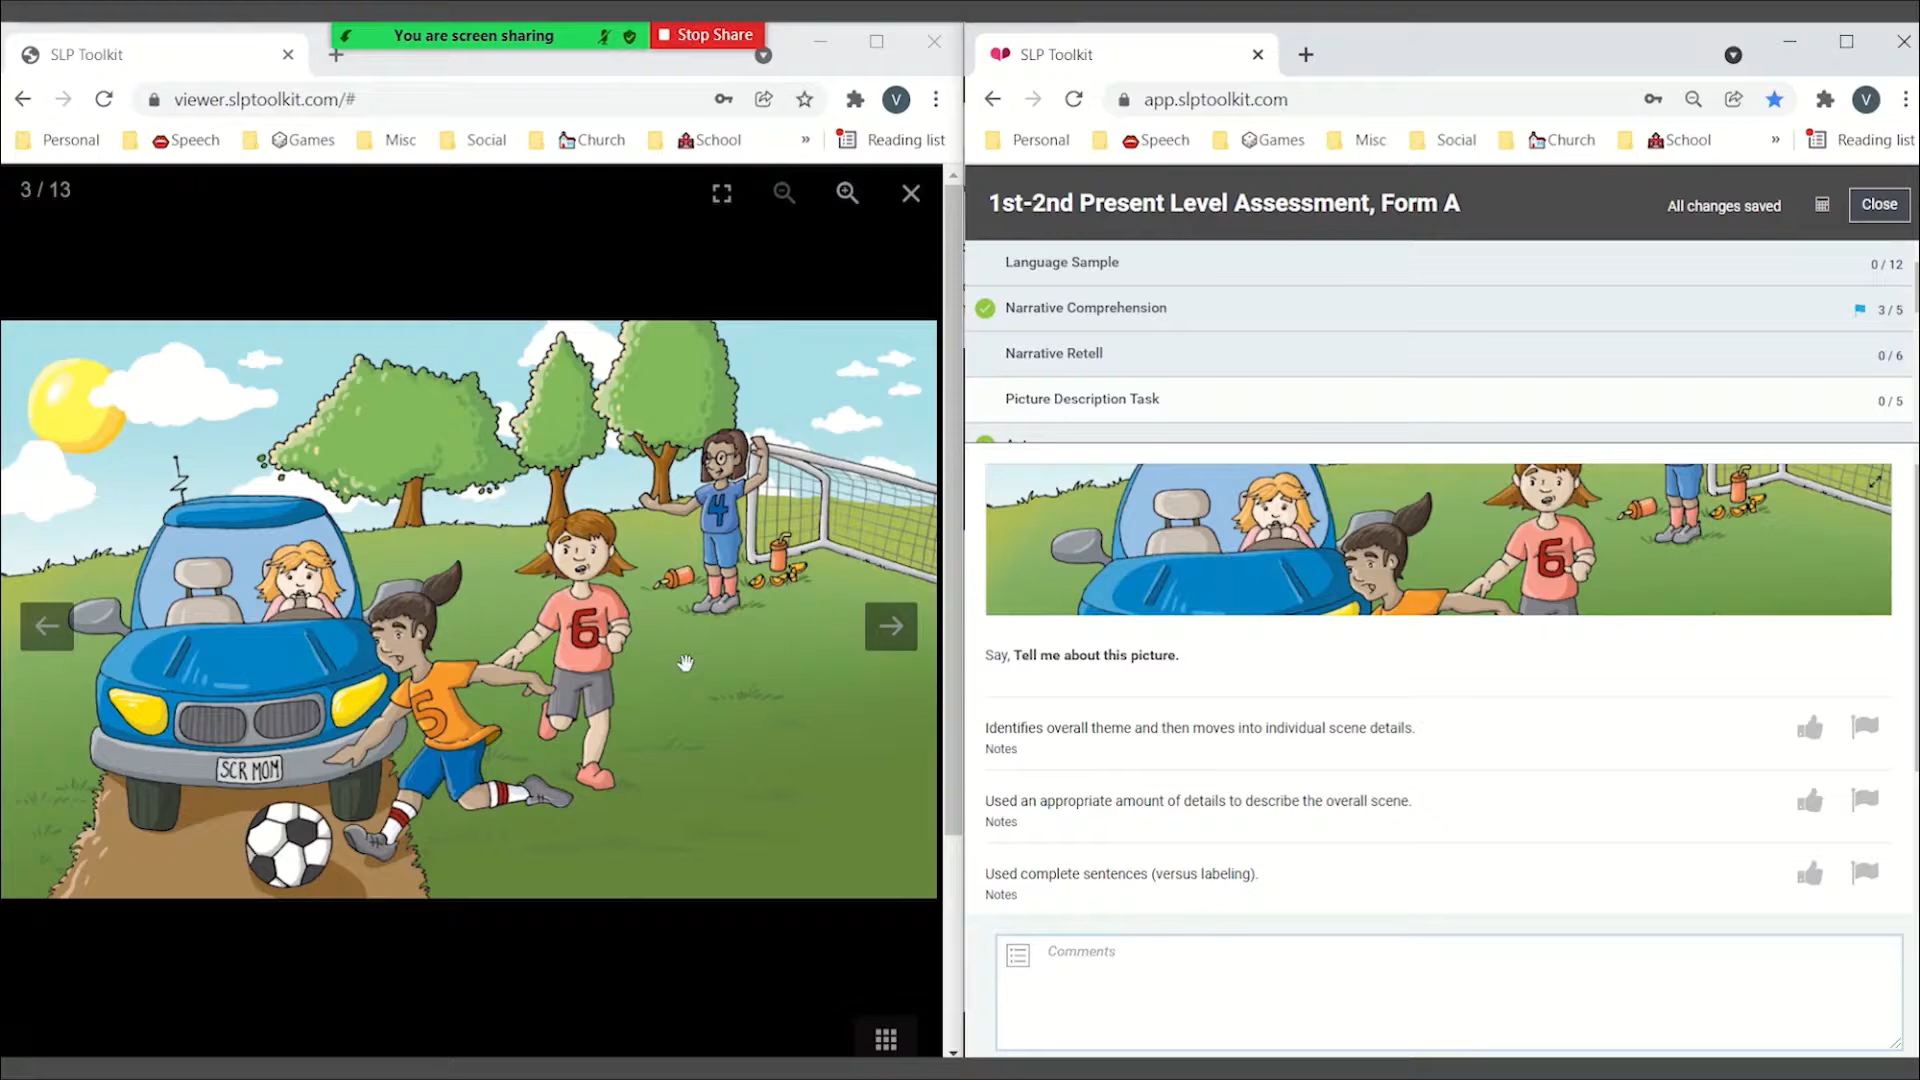 You are screen sharing
Stop Share
SLP Toolkit
viewer.slptoolkit.com/#
V
Personal
Speech
Games
Misc
Social
Church
School
»
Reading list
3 / 13
4
6
5
SCR MOM
SLP Toolkit
app.slptoolkit.com
V
Personal
Speech
Games
Misc
Social
Church
School
»
Reading list
1st-2nd Present Level Assessment, Form A
All changes saved
Close
Language Sample
0 / 12
Narrative Comprehension
3 / 5
Narrative Retell
0 / 6
Picture Description Task
0 / 5
6
Say, Tell me about this picture.
Identifies overall theme and then moves into individual scene details.
Notes
Used an appropriate amount of details to describe the overall scene.
Notes
Used complete sentences (versus labeling).
Notes
Comments